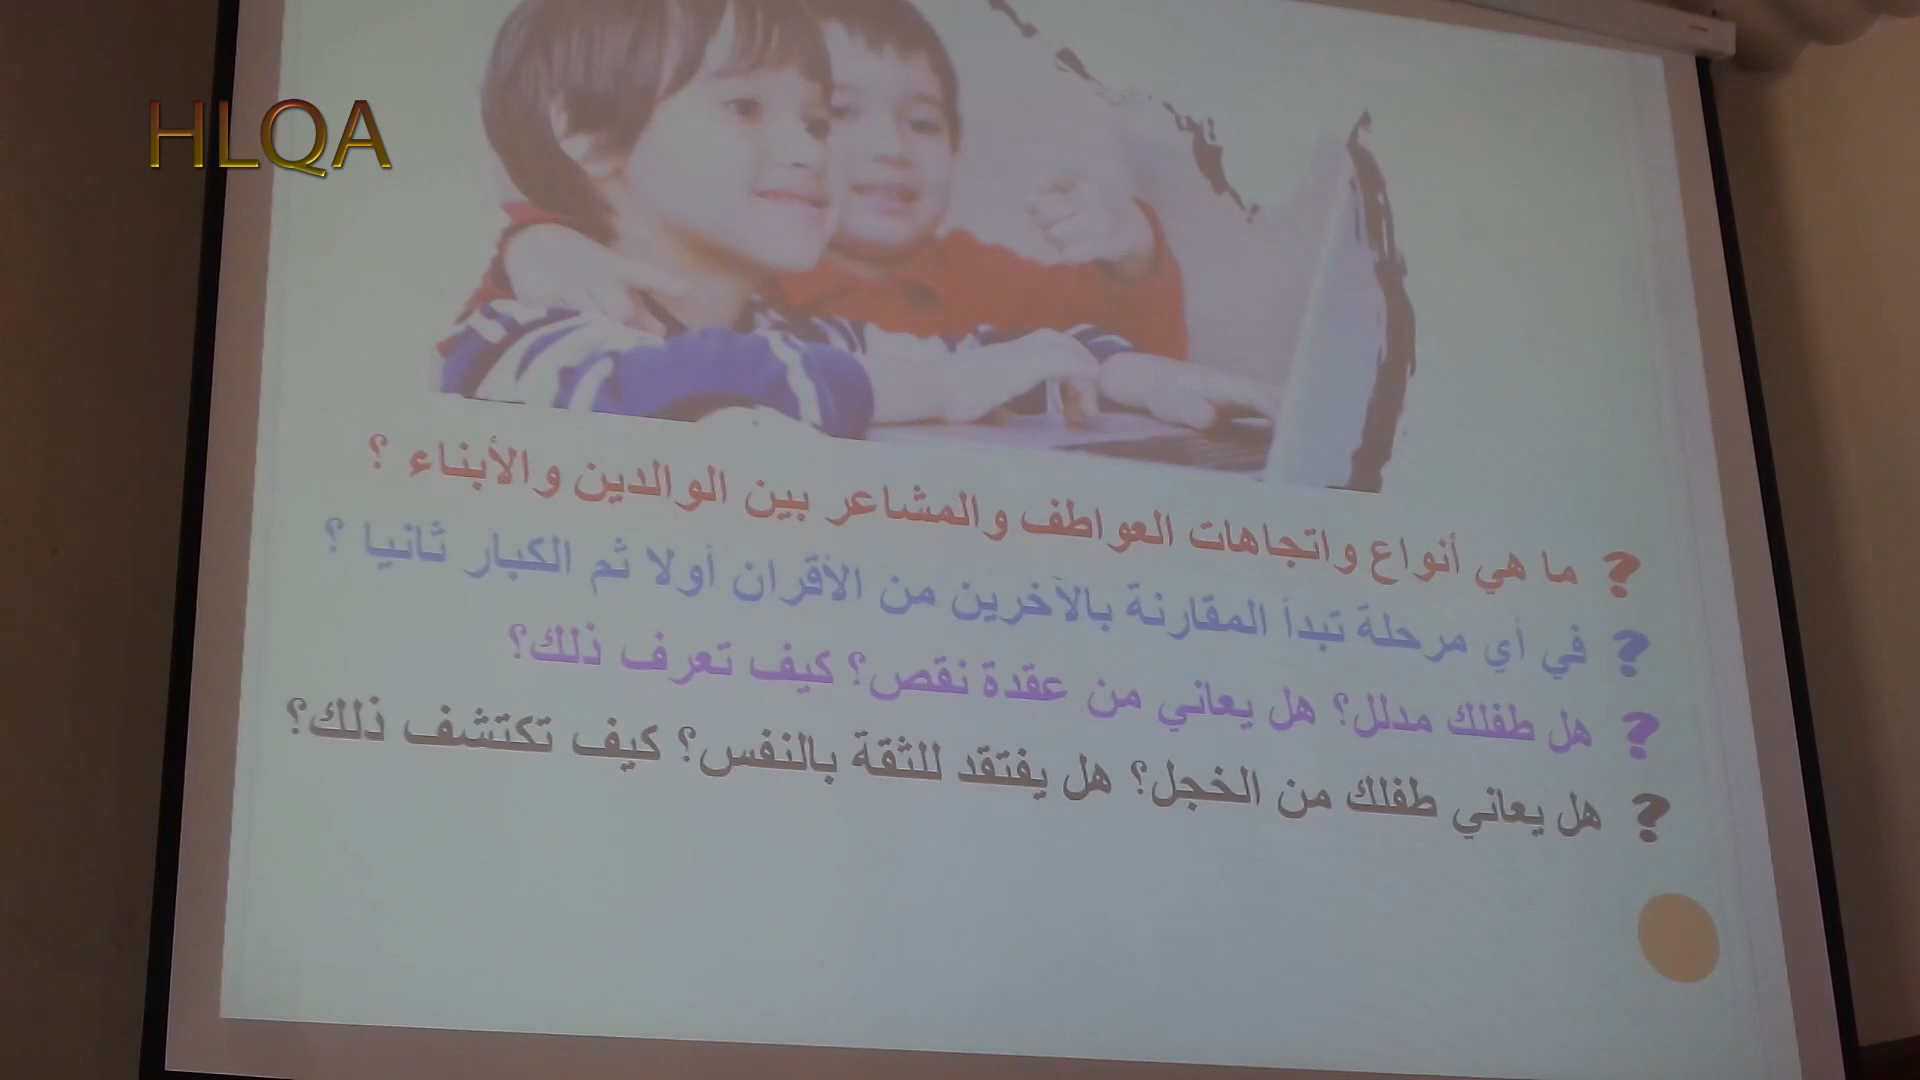 HLQA
? ما هي أنواع واتجاهات العواطف والمشاعر بين الوالدين والأبناء ؟
? في أي مرحلة تبدأ المقارنة بالآخرين من الأقران أولا ثم الكبار ثانيا ؟
? هل طفلك مدلل؟ هل يعاني من عقدة نقص؟ كيف تعرف ذلك؟
? هل يعاني طفلك من الخجل؟ هل يفتقد للثقة بالنفس؟ كيف تكتشف ذلك؟